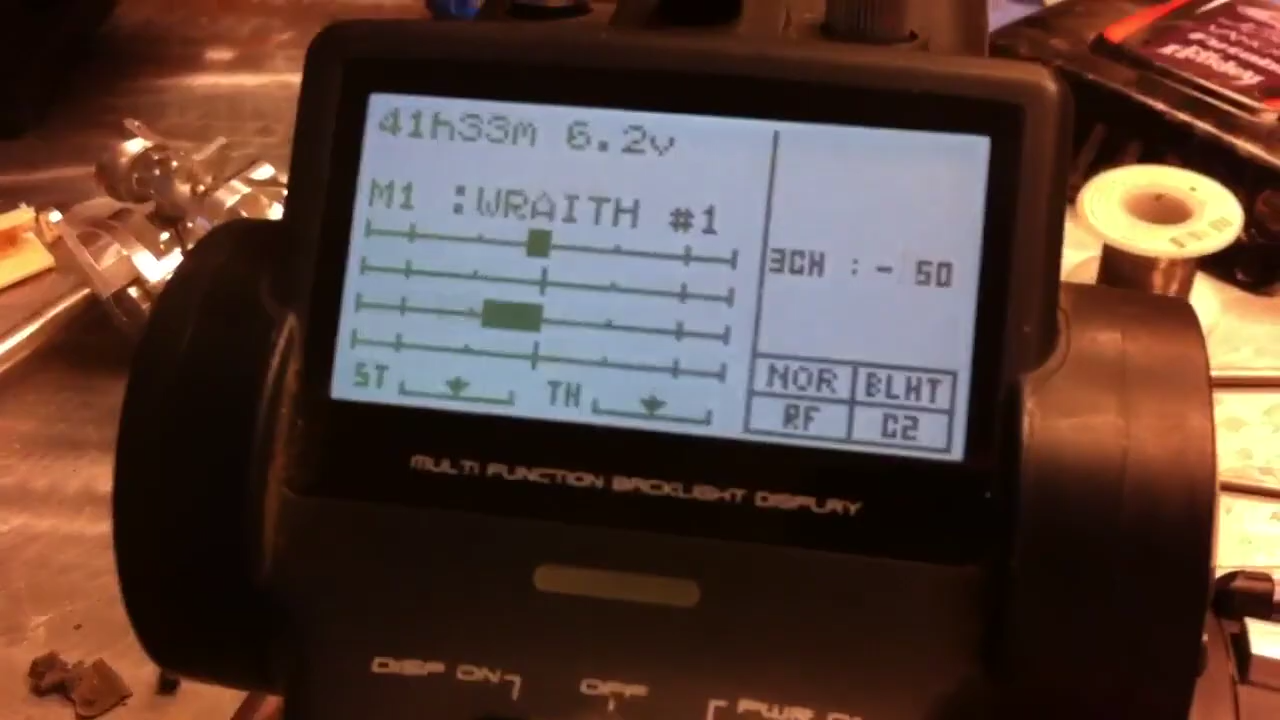 41h33m 6.2v
M1 :WRAITH #1
3CH :- 50
NOR BLHT
RF C2
ST TH
MULTI FUNCTION BACKLIGHT DISPLAY
DISP ON OFF PWR